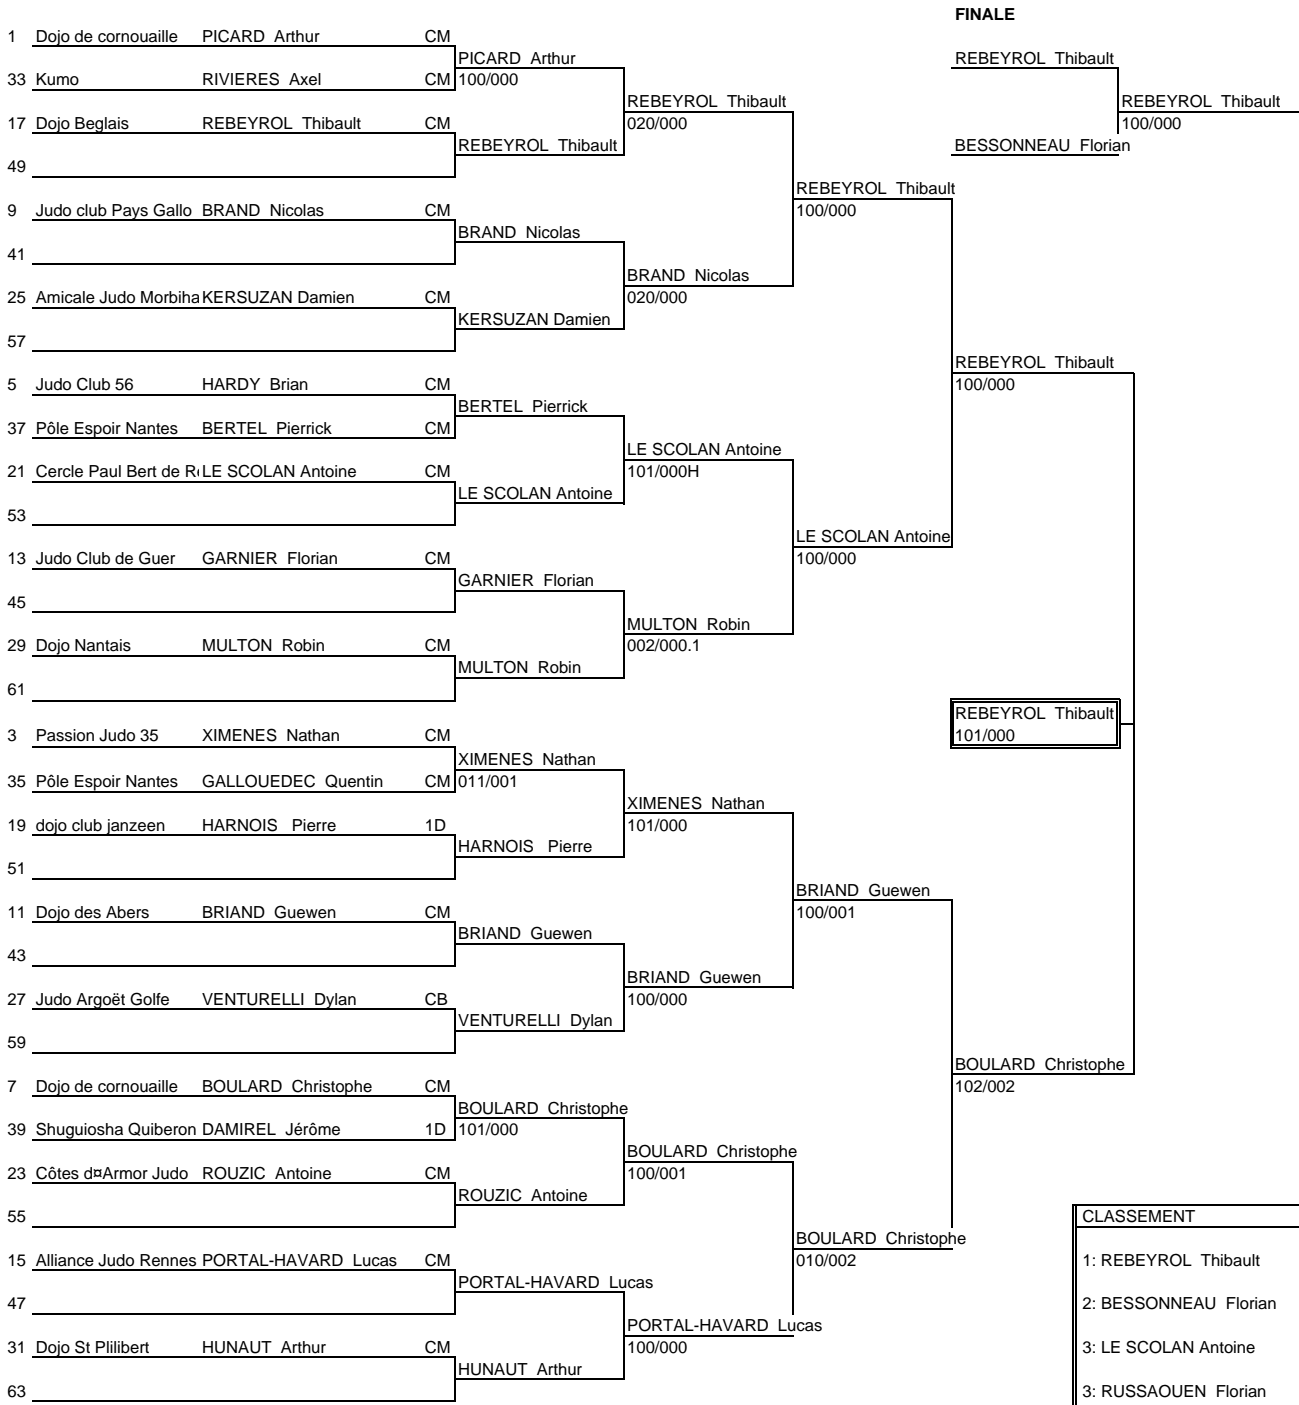 FINALE
1 Dojo de cornouaille PICARD Arthur CM
PICARD Arthur REBEYROL Thibault
33 Kumo RIVIERES Axel CM 100/000
REBEYROL Thibault REBEYROL Thibault
17 Dojo Beglais REBEYROL Thibault CM 020/000 100/000
REBEYROL Thibault BESSONNEAU Florian
49
REBEYROL Thibault
9 Judo club Pays Gallo BRAND Nicolas CM 100/000
BRAND Nicolas
41
BRAND Nicolas
25 Amicale Judo Morbiha KERSUZAN Damien CM 020/000
KERSUZAN Damien
57
REBEYROL Thibault
5 Judo Club 56 HARDY Brian CM 100/000
BERTEL Pierrick
37 Pôle Espoir Nantes BERTEL Pierrick CM
LE SCOLAN Antoine
21 Cercle Paul Bert de R LE SCOLAN Antoine CM 101/000H
LE SCOLAN Antoine
53
LE SCOLAN Antoine
13 Judo Club de Guer GARNIER Florian CM 100/000
GARNIER Florian
45
MULTON Robin
29 Dojo Nantais MULTON Robin CM 002/000.1
MULTON Robin
61
REBEYROL Thibault
3 Passion Judo 35 XIMENES Nathan CM 101/000
XIMENES Nathan
35 Pôle Espoir Nantes GALLOUEDEC Quentin CM 011/001
XIMENES Nathan
19 dojo club janzeen HARNOIS Pierre 1D 101/000
HARNOIS Pierre
51
BRIAND Guewen
11 Dojo des Abers BRIAND Guewen CM 100/001
BRIAND Guewen
43
BRIAND Guewen
27 Judo Argoët Golfe VENTURELLI Dylan CB 100/000
VENTURELLI Dylan
59
BOULARD Christophe
7 Dojo de cornouaille BOULARD Christophe CM 102/002
BOULARD Christophe
39 Shuguiosha Quiberon DAMIREL Jérôme 1D 101/000
BOULARD Christophe
23 Côtes d¤Armor Judo ROUZIC Antoine CM 100/001
ROUZIC Antoine
55 CLASSEMENT
BOULARD Christophe
15 Alliance Judo Rennes PORTAL-HAVARD Lucas CM 010/002 1: REBEYROL Thibault
PORTAL-HAVARD Lucas
47 2: BESSONNEAU Florian
PORTAL-HAVARD Lucas
31 Dojo St Plilibert HUNAUT Arthur CM 100/000 3: LE SCOLAN Antoine
HUNAUT Arthur
63 3: RUSSAOUEN Florian